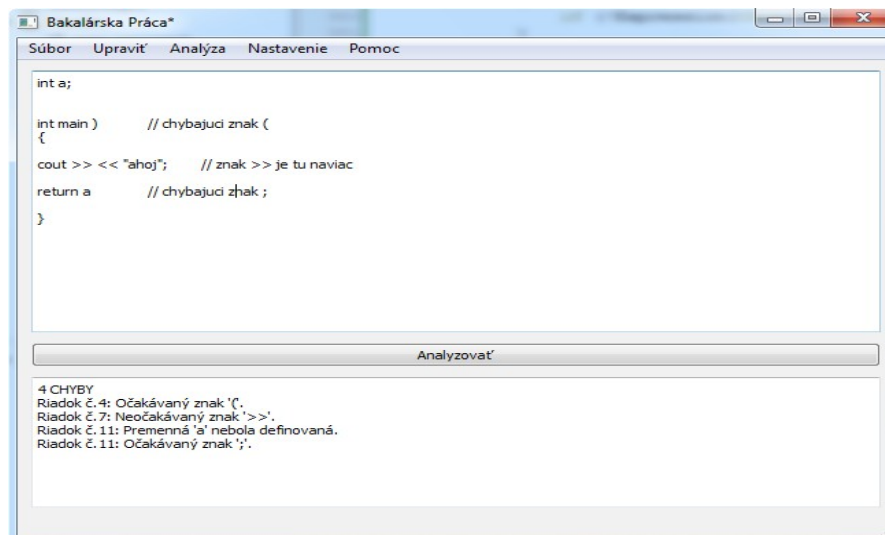 Bakalárska Práca*
Súbor Upraviť Analýza Nastavenie Pomoc
int a;
int main ) // chybajuci znak (
{
cout >> << "ahoj"; // znak >> je tu naviac
return a // chybajuci znak ;
}
Analyzovať
4 CHYBY
Riadok č.4: Očakávaný znak '('.
Riadok č.7: Neočakávaný znak '>>'.
Riadok č.11: Premenná 'a' nebola definovaná.
Riadok č.11: Očakávaný znak ';'.